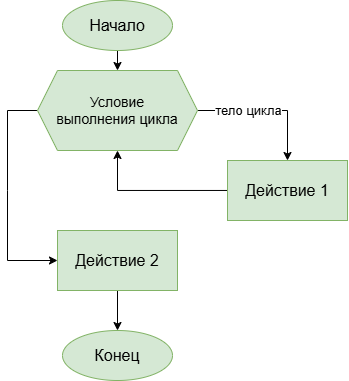 Начало
Условие
выполнения цикла
тело цикла
Действие 1
Действие 2
Конец